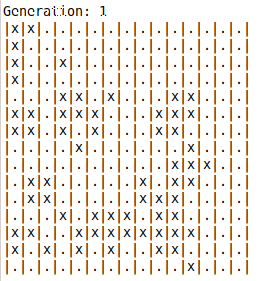 Generation: 1
|x|x|.|.|.|.|.|.|.|.|.|.|.|.|.|
|x|.|.|.|.|.|.|.|.|.|.|.|.|.|.|
|x|.|.|x|.|.|.|.|.|.|.|.|.|.|.|
|x|.|.|.|.|.|.|.|.|.|.|.|.|.|.|
|.|.|.|x|x|.|x|.|.|.|x|x|.|.|.|
|x|x|.|x|x|x|.|.|.|x|x|x|.|.|.|
|x|x|.|x|.|x|.|.|.|x|x|.|.|.|.|
|.|.|.|.|x|.|.|.|.|.|.|x|.|.|.|
|.|.|.|.|.|.|.|.|.|.|x|x|x|.|.|
|.|x|x|.|.|.|.|.|x|.|x|x|.|.|.|
|.|x|x|.|.|.|.|.|x|x|x|.|.|.|.|
|.|.|.|x|.|x|x|x|.|x|x|.|.|.|.|
|x|x|.|.|x|x|x|x|x|x|x|x|.|.|.|
|x|.|x|.|x|.|x|.|.|x|x|.|.|.|.|
|.|.|.|.|.|.|.|.|.|.|.|x|.|.|.|